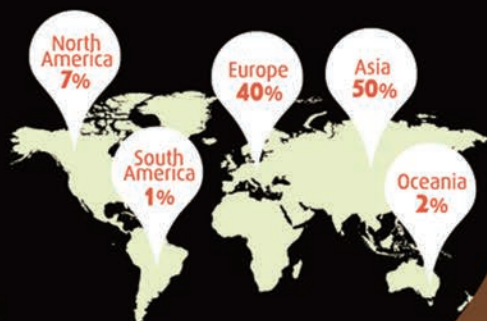 North
America
7%
Europe
40%
Asia
50%
South
America
1%
Oceania
2%